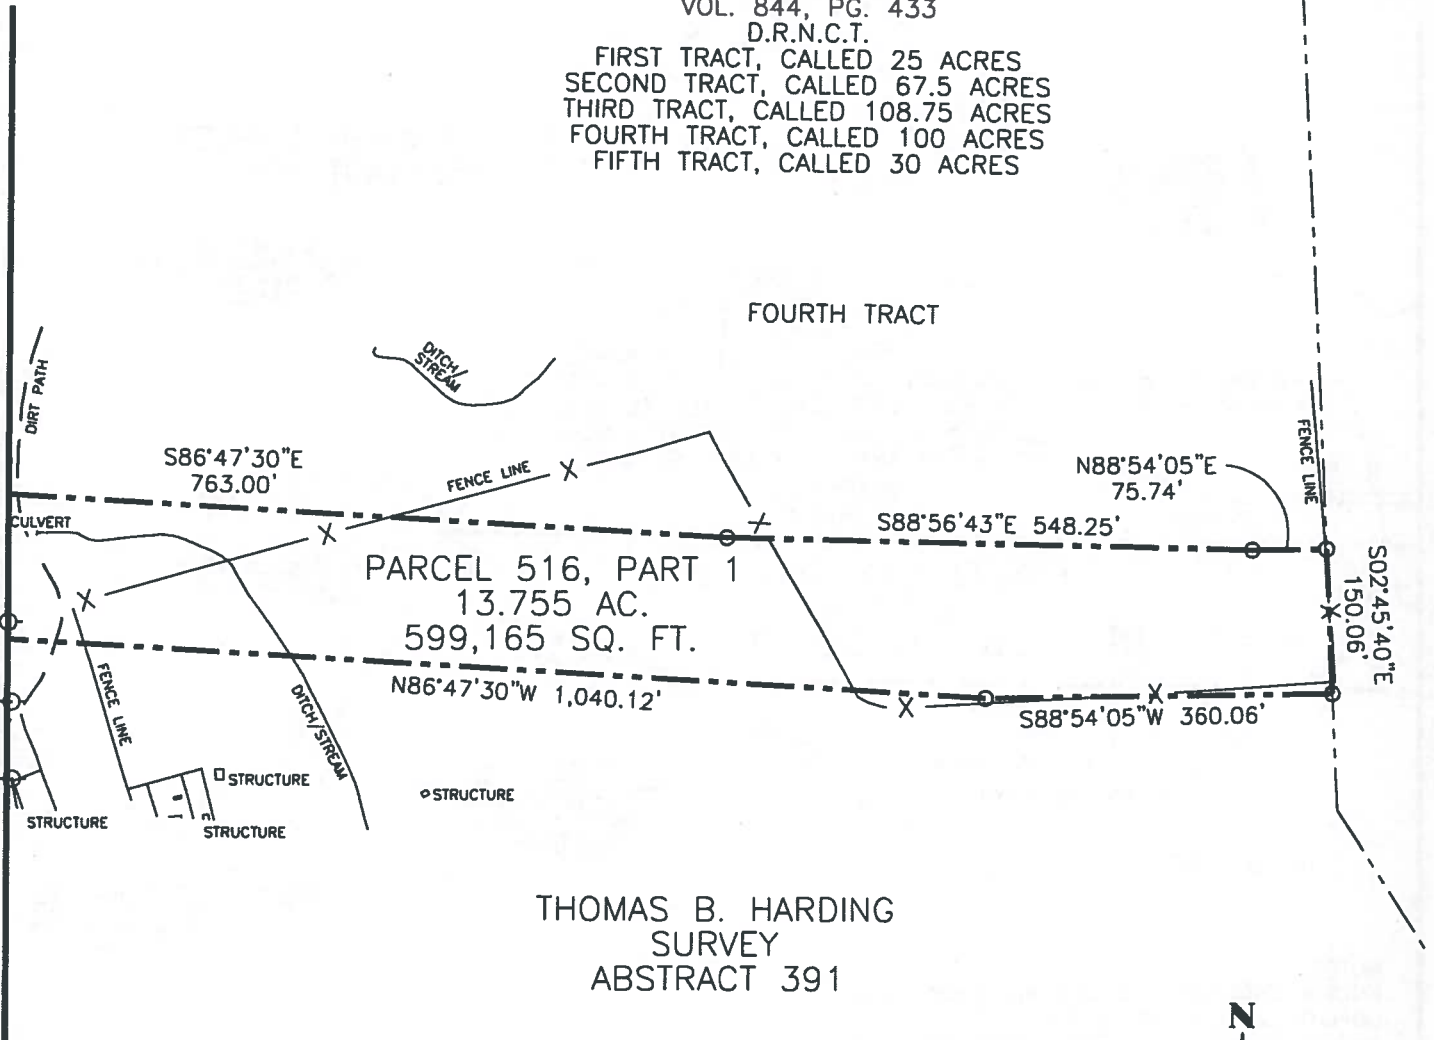 VOL. 844, PG. 433
D.R.N.C.T.
FIRST TRACT, CALLED 25 ACRES
SECOND TRACT, CALLED 67.5 ACRES
THIRD TRACT, CALLED 108.75 ACRES
FOURTH TRACT, CALLED 100 ACRES
FIFTH TRACT, CALLED 30 ACRES
FOURTH TRACT
DITCH/
STREAM
DIRT PATH
S86°47'30"E
763.00'
FENCE LINE
FENCE LINE
N88°54'05"E
75.74'
S88°56'43"E 548.25'
CULVERT
PARCEL 516, PART 1
13.755 AC.
599,165 SQ. FT.
S02°45'40"E
150.06'
N86°47'30"W 1,040.12'
S88°54'05"W 360.06'
FENCE LINE
DITCH/STREAM
STRUCTURE
STRUCTURE
STRUCTURE
STRUCTURE
THOMAS B. HARDING
SURVEY
ABSTRACT 391
N